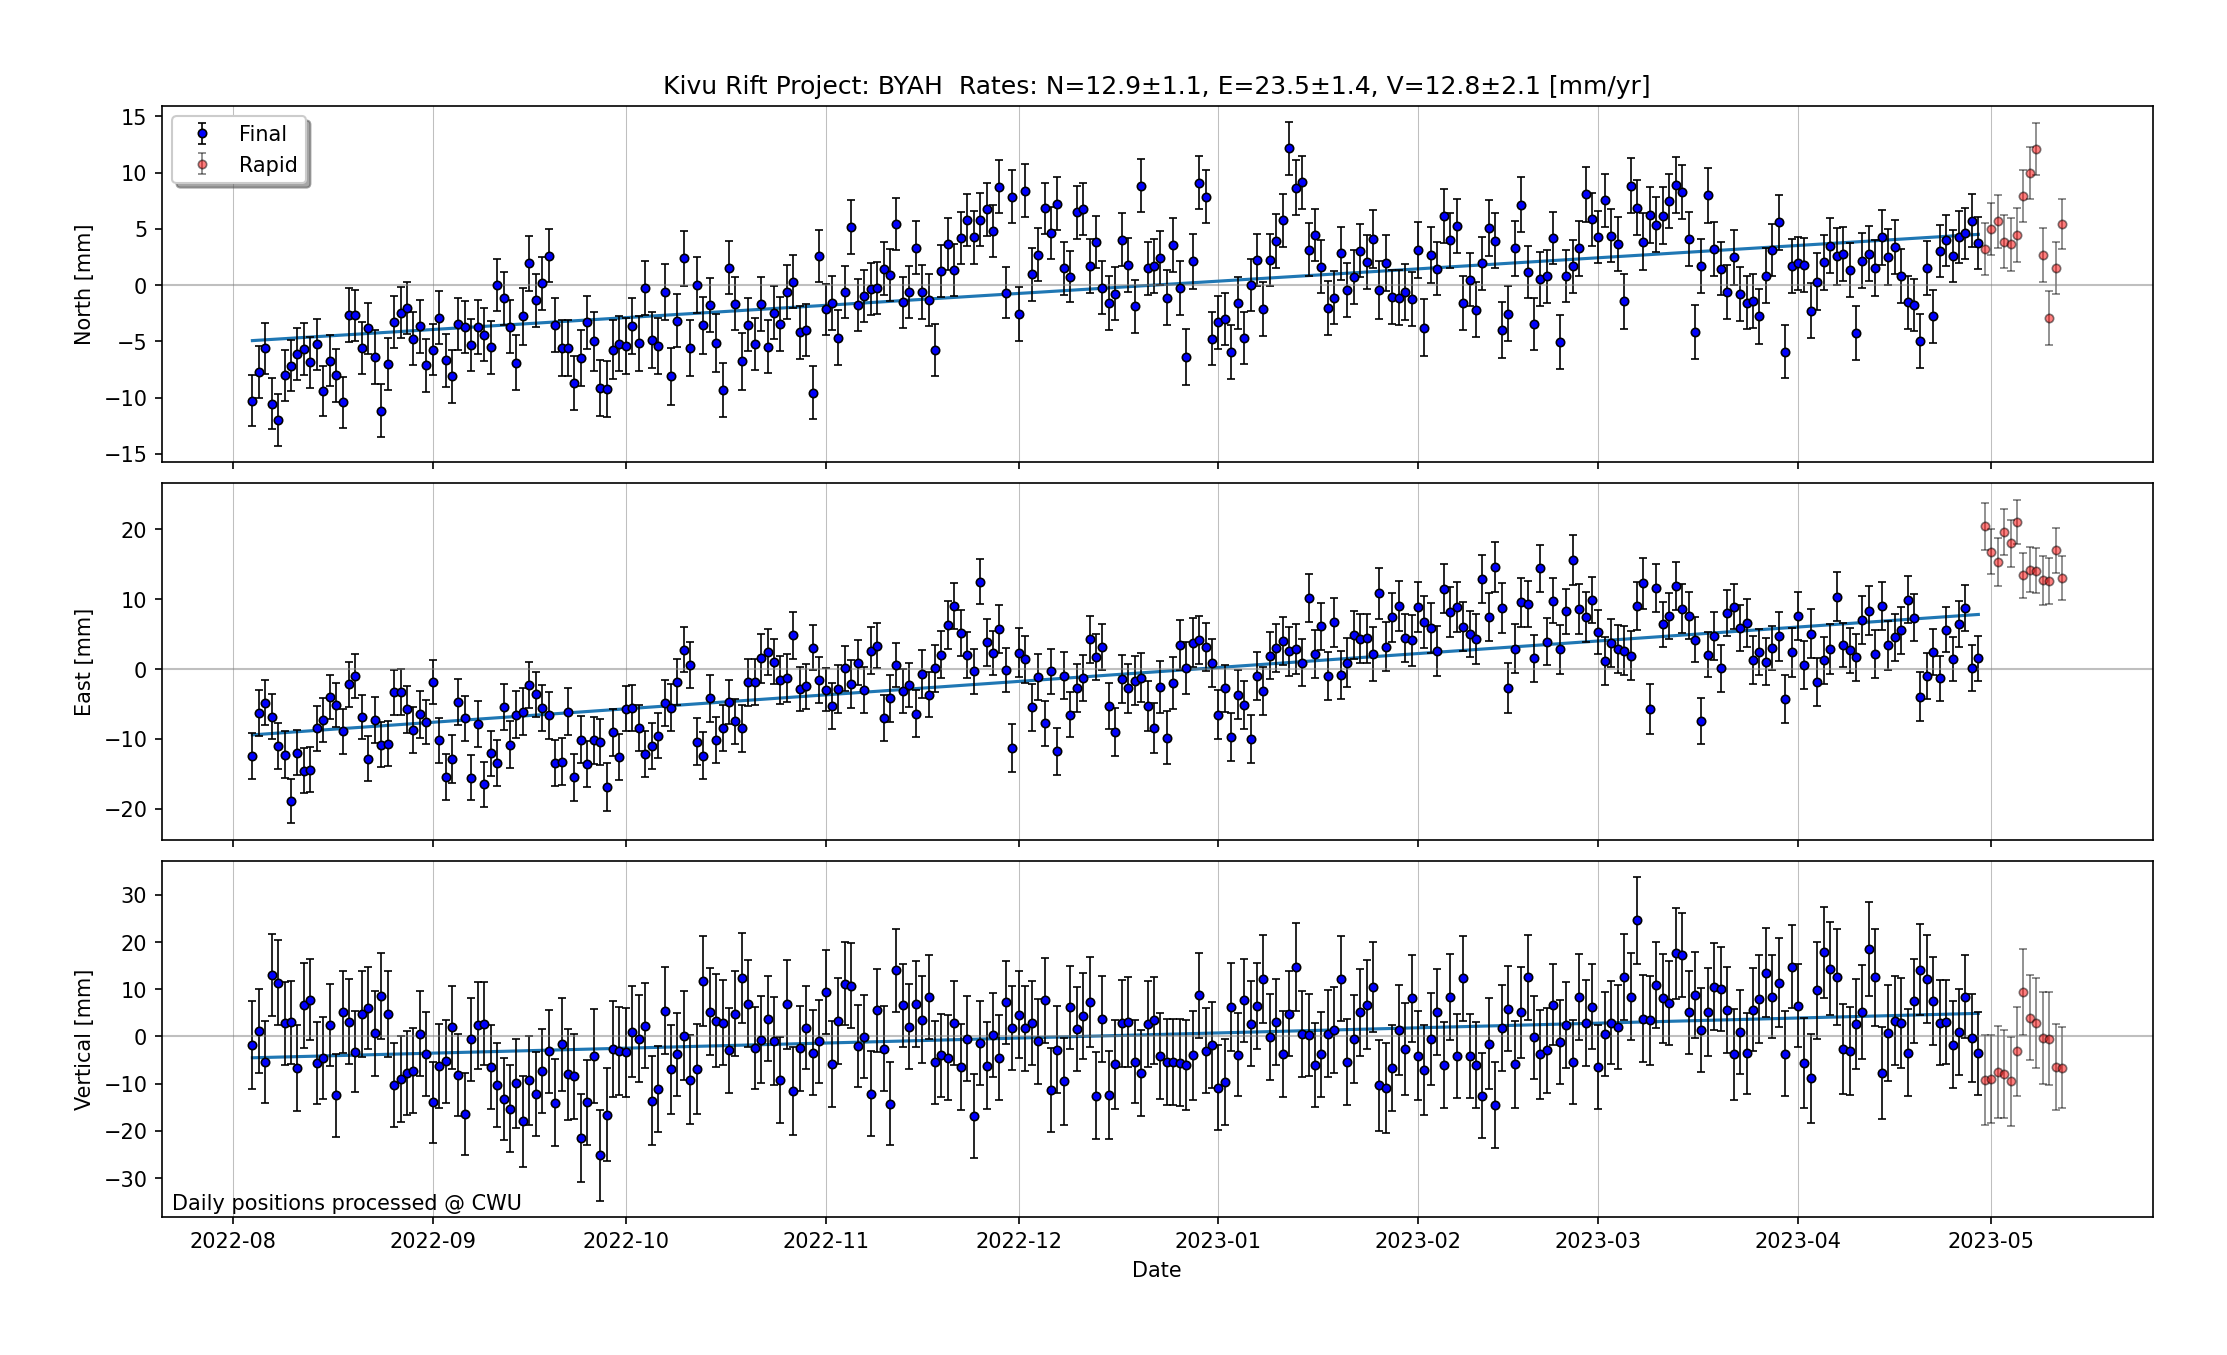 Kivu Rift Project: BYAH  Rates: N=12.9±1.1, E=23.5±1.4, V=12.8±2.1 [mm/yr]
Final
Rapid
North [mm]
15
10
5
0
−5
−10
−15
East [mm]
20
10
0
−10
−20
Vertical [mm]
30
20
10
0
−10
−20
−30
Daily positions processed @ CWU
2022-08 2022-09 2022-10 2022-11 2022-12 2023-01 2023-02 2023-03 2023-04 2023-05
Date